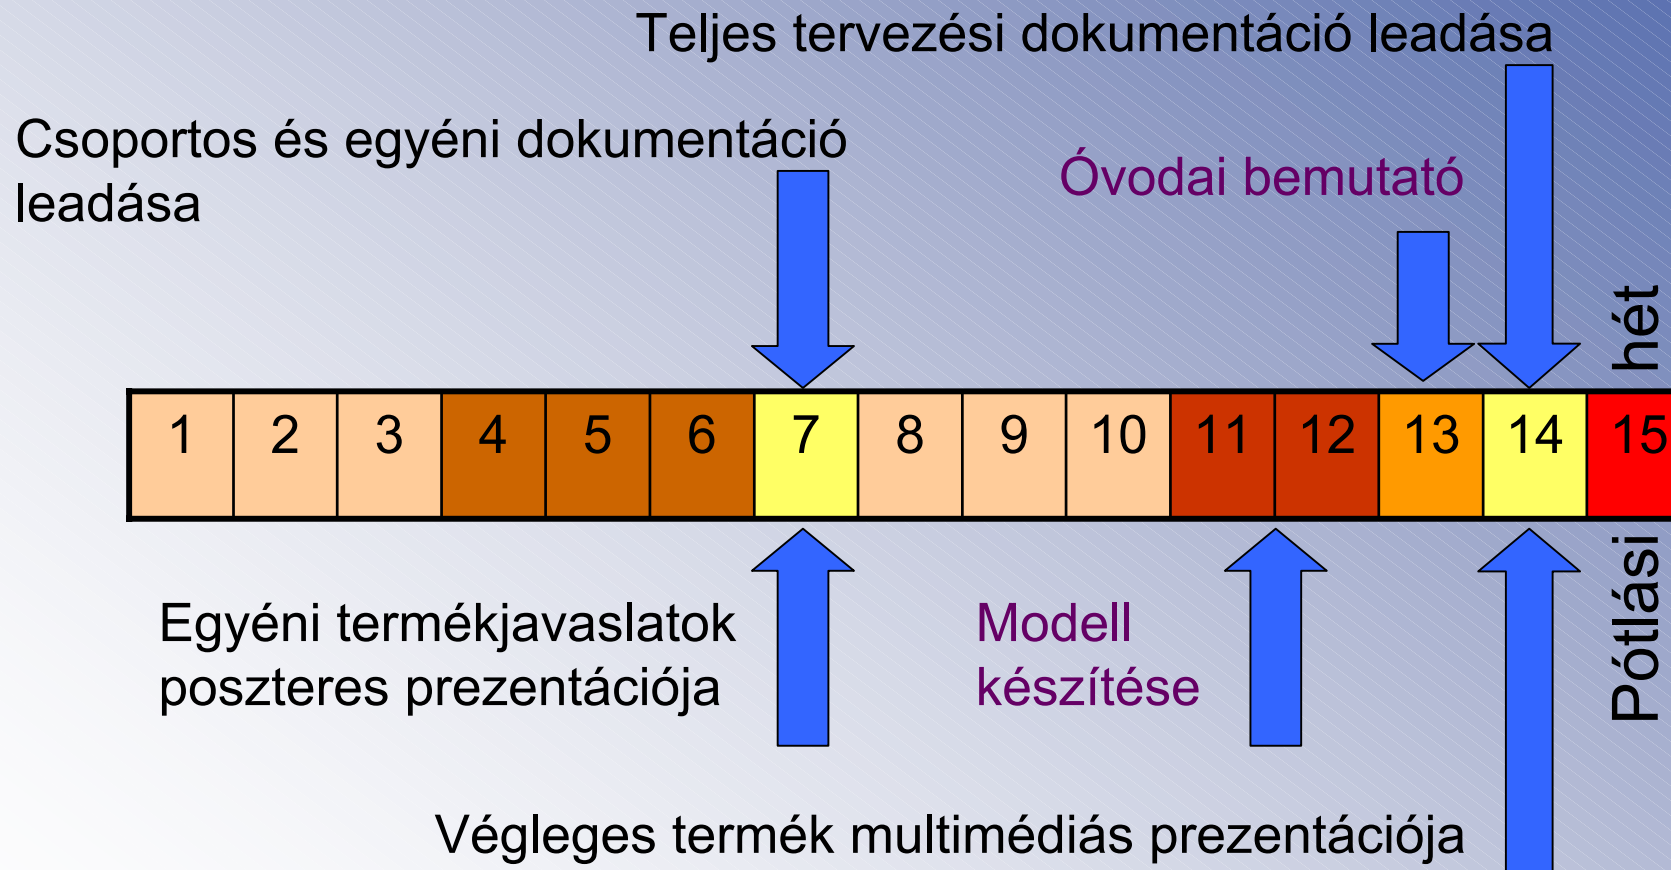 Teljes tervezési dokumentáció leadása
Csoportos és egyéni dokumentáció
leadása
Óvodai bemutató
1 2 3 4 5 6 7 8 9 10 11 12 13 14 15
Egyéni termékjavaslatok
poszteres prezentációja
Modell
készítése
Pótlási hét
Végleges termék multimédiás prezentációja